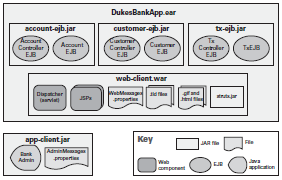 DukesBankApp.ear
account-ejb.jar
customer-ejb.jar
tx-ejb.jar
Account Controller EJB
Account EJB
Customer Controller EJB
Customer EJB
Tx Controller EJB
TxEJB
web-client.war
Dispatcher (servlet)
JSPs
WebMessages .properties
.tld files
.gif and .html files
struts.jar
app-client.jar
Bank Admin
AdminMessages .properties
Key
JAR file
File
Web component
EJB
Java application